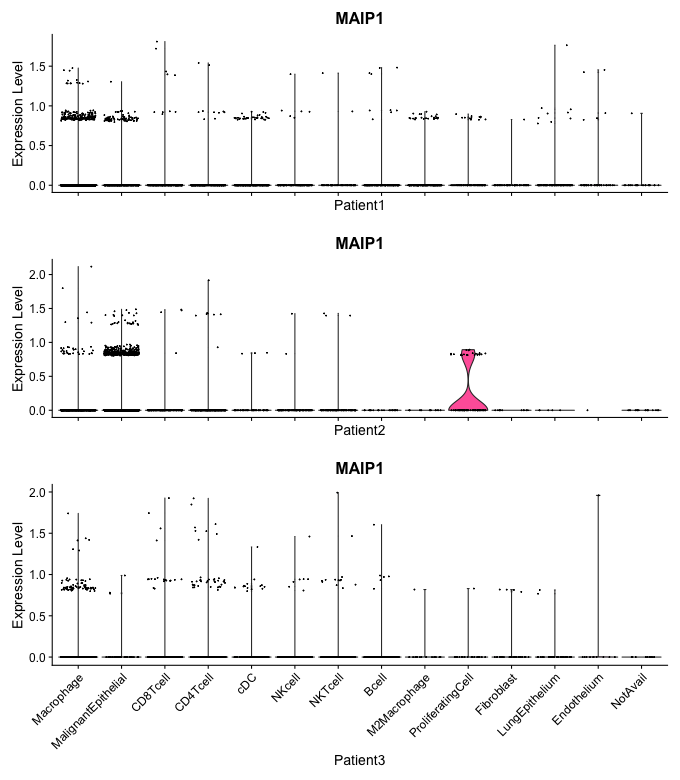 MAIP1
Expression Level
1.5
1.0
0.5
0.0
Patient1
MAIP1
Expression Level
2.0
1.5
1.0
0.5
0.0
Patient2
MAIP1
Expression Level
2.0
1.5
1.0
0.5
0.0
Macrophage
MalignantEpithelial
CD8Tcell
CD4Tcell
cDC
NKcell
NKTcell
Bcell
M2Macrophage
ProliferatingCell
Fibroblast
LungEpithelium
Endothelium
NotAvail
Patient3